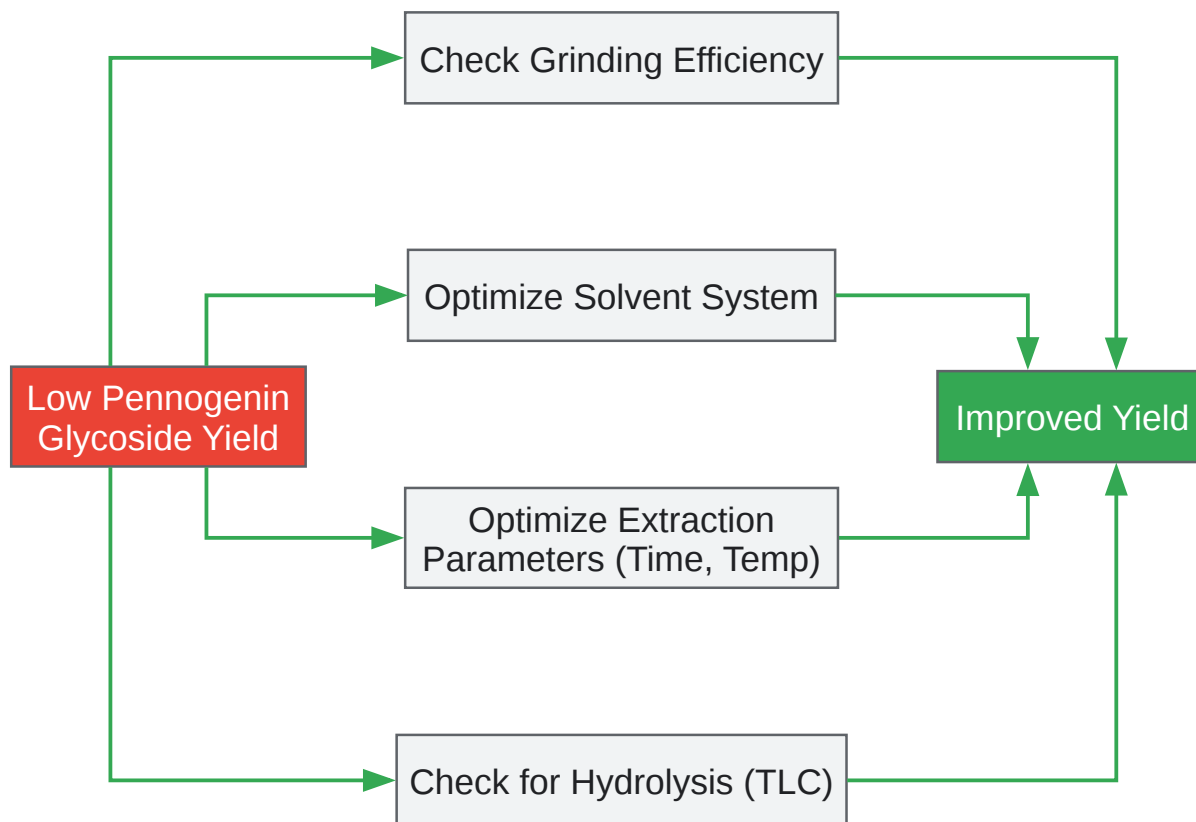 Check Grinding Efficiency
Optimize Solvent System
Low Pennogenin
Glycoside Yield
Improved Yield
Optimize Extraction
Parameters (Time, Temp)
Check for Hydrolysis (TLC)